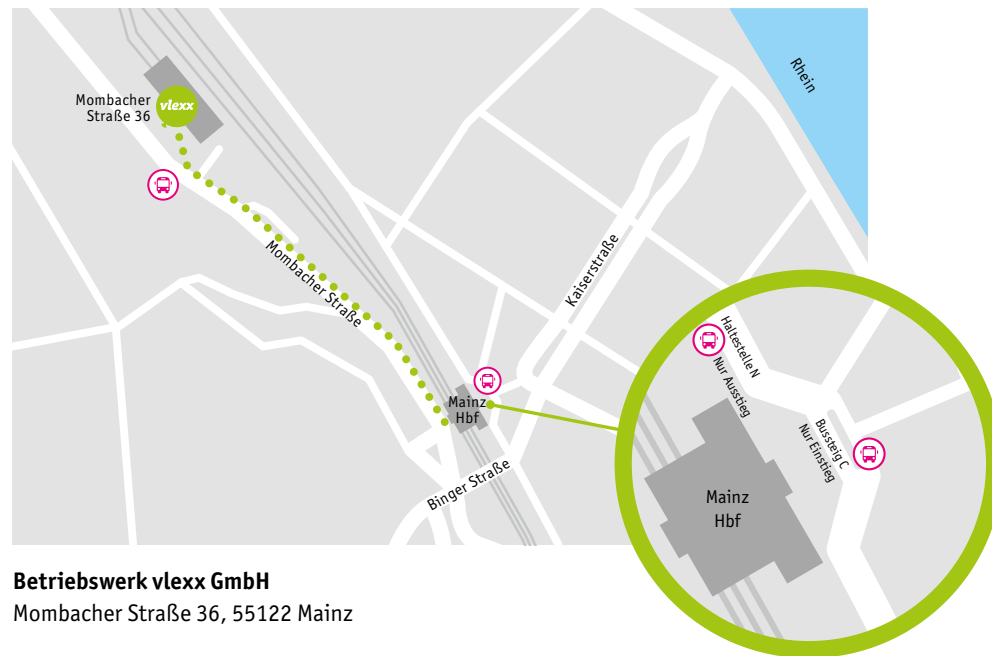 Rhein
Mombacher
Straße 36
vlexx
Kaiserstraße
Mombacher Straße
Haltestelle N
Nur Ausstieg
Mainz
Hbf
Bussteig C
Nur Einstieg
Binger Straße
Mainz
Hbf
Betriebswerk vlexx GmbH
Mombacher Straße 36, 55122 Mainz